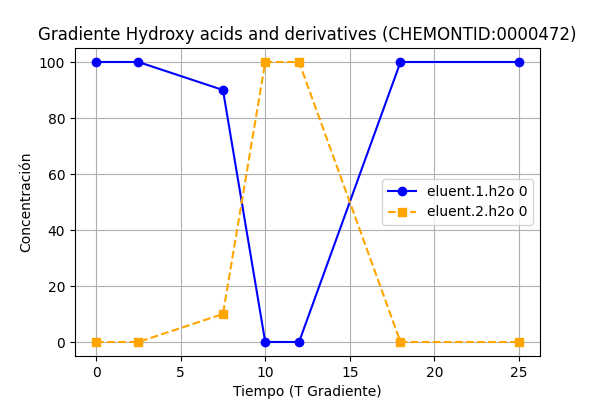 Gradiente Hydroxy acids and derivatives (CHEMONTID:0000472)
100
80
60
40
20
0
Concentración
eluent.1.h2o 0
eluent.2.h2o 0
0 5 10 15 20 25
Tiempo (T Gradiente)